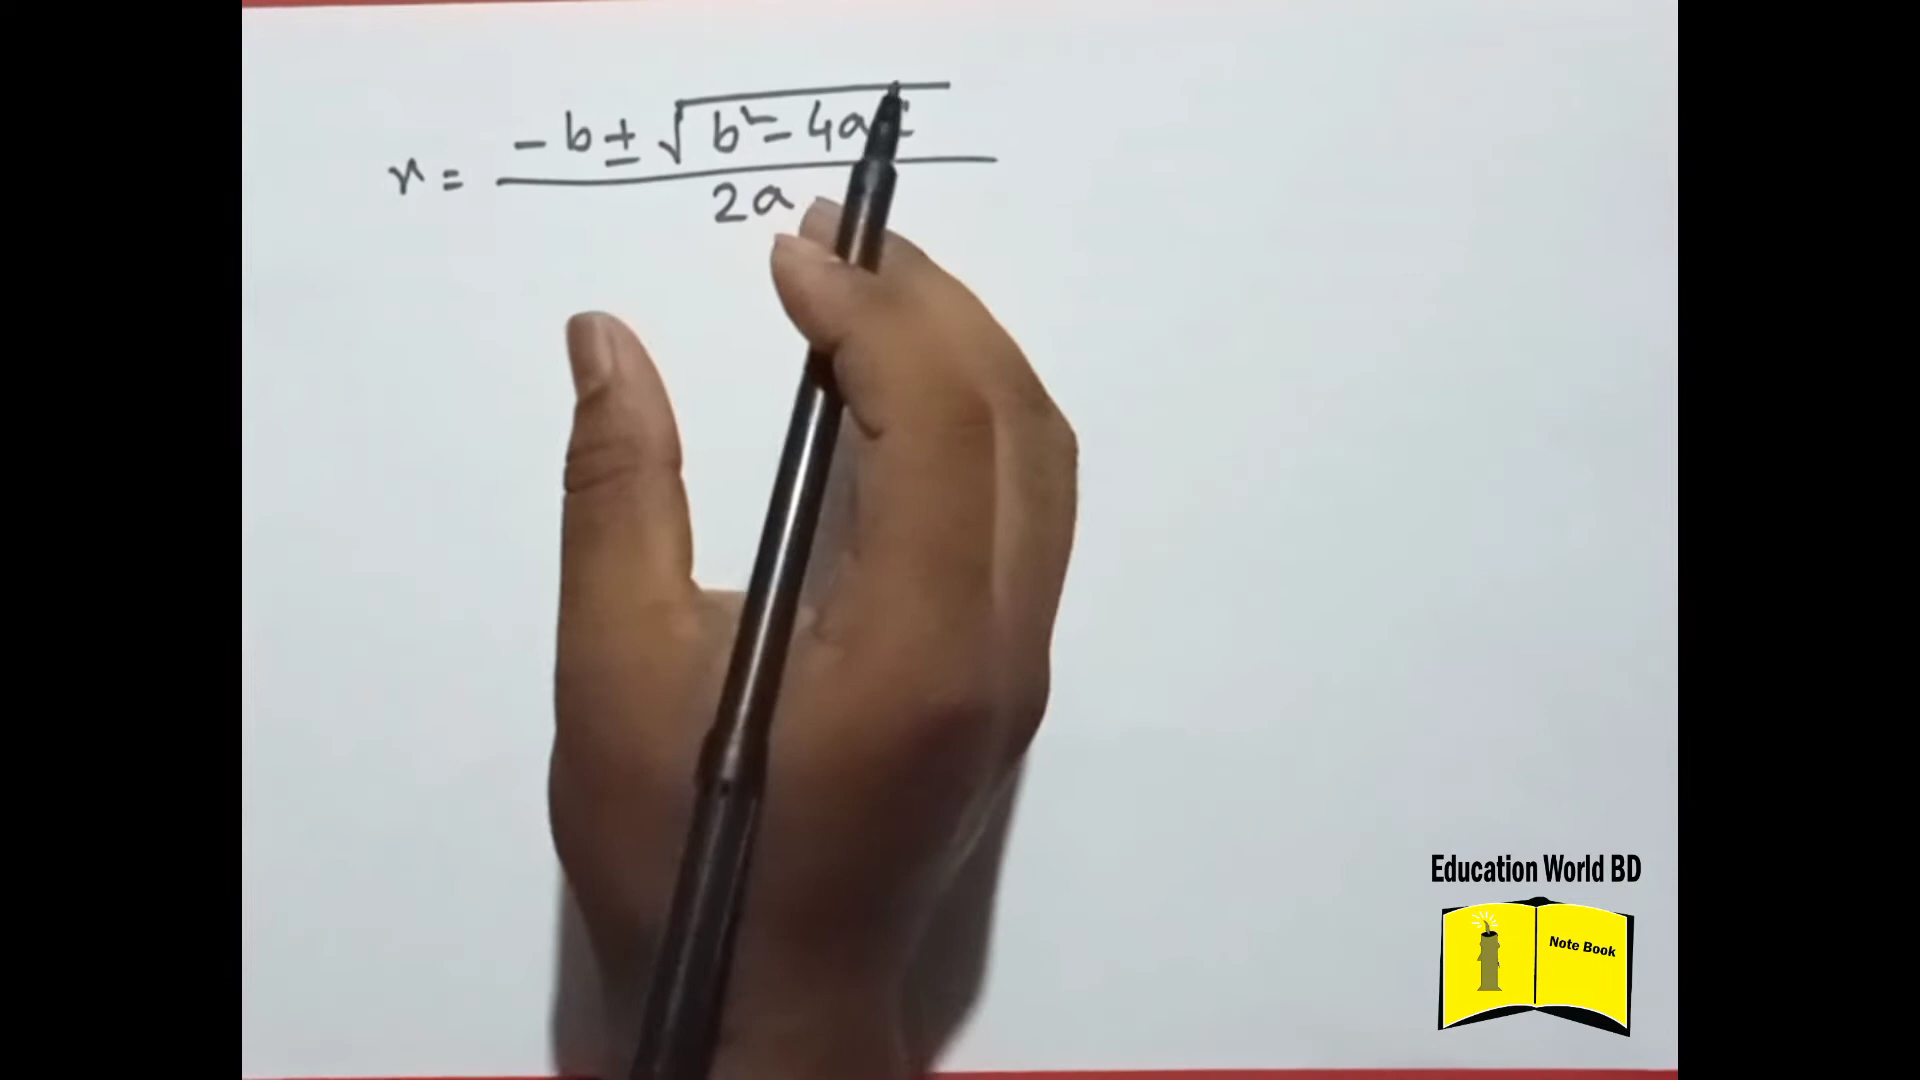 x = -b ± √b² - 4ac / 2a
Education World BD
Note Book